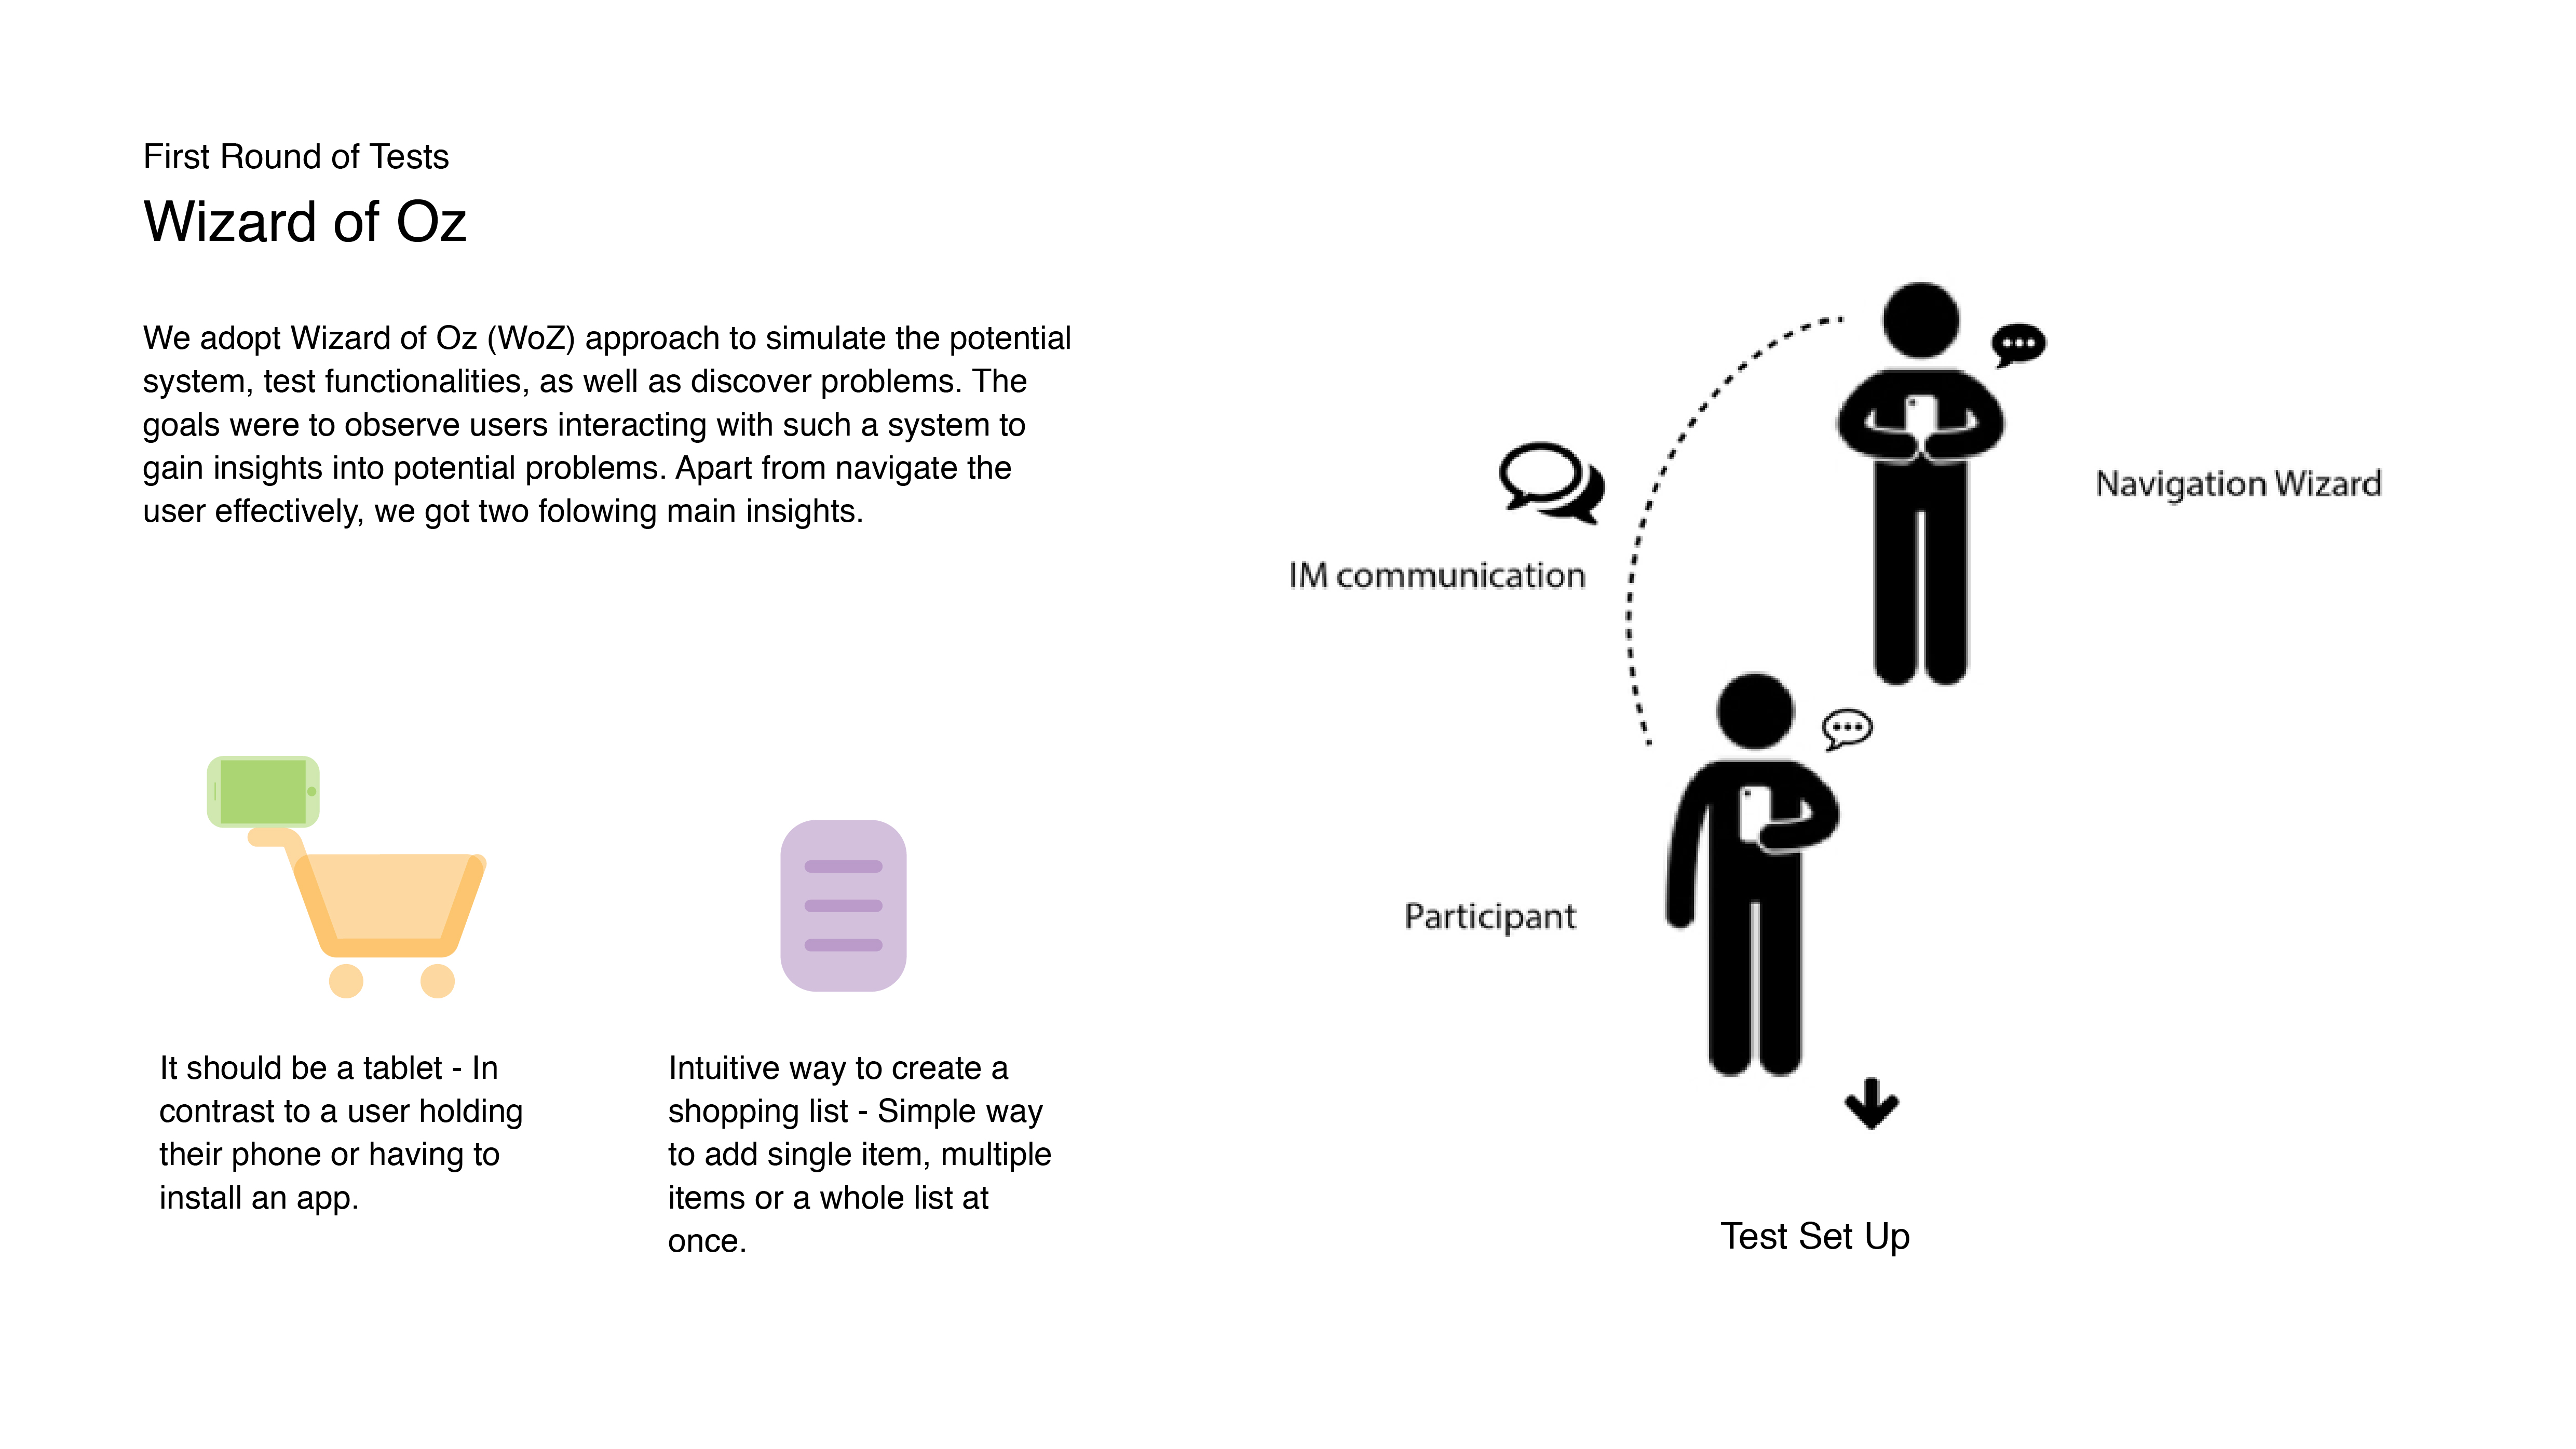 First Round of Tests
Wizard of Oz
We adopt Wizard of Oz (WoZ) approach to simulate the potential
system, test functionalities, as well as discover problems. The
goals were to observe users interacting with such a system to
gain insights into potential problems. Apart from navigate the
user effectively, we got two folowing main insights.
It should be a tablet - In
contrast to a user holding
their phone or having to
install an app.
Intuitive way to create a
shopping list - Simple way
to add single item, multiple
items or a whole list at
once.
Navigation Wizard
IM communication
Participant
Test Set Up